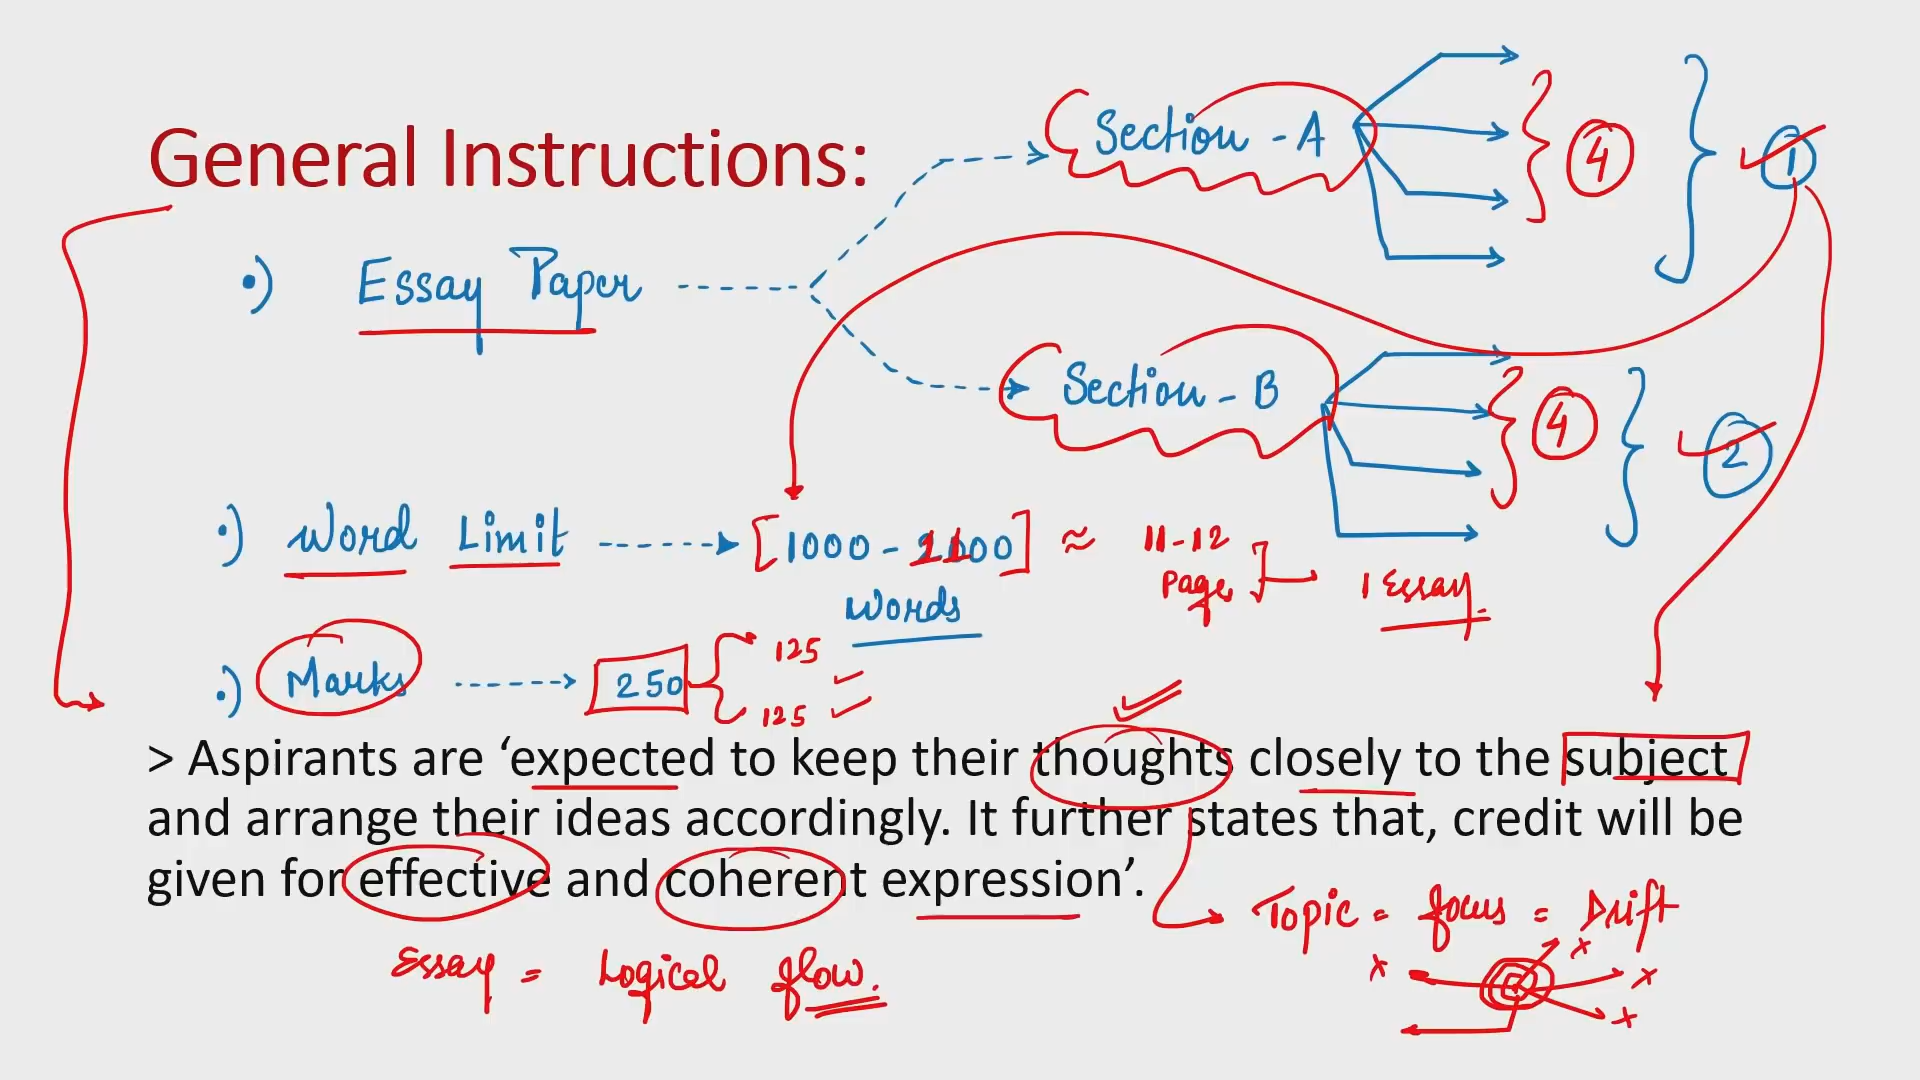 General Instructions:
Section - A
4
1
•) Essay Paper
Section - B
4
2
•) Word Limit [1000 - 1100] ≈ 11-12
Words
Page
1 Essay
•) Marks 250
125
125
> Aspirants are ‘expected to keep their thoughts closely to the subject
and arrange their ideas accordingly. It further states that, credit will be
given for effective and coherent expression’.
Topic = focus = Drift
Essay = Logical flow.
x x x x